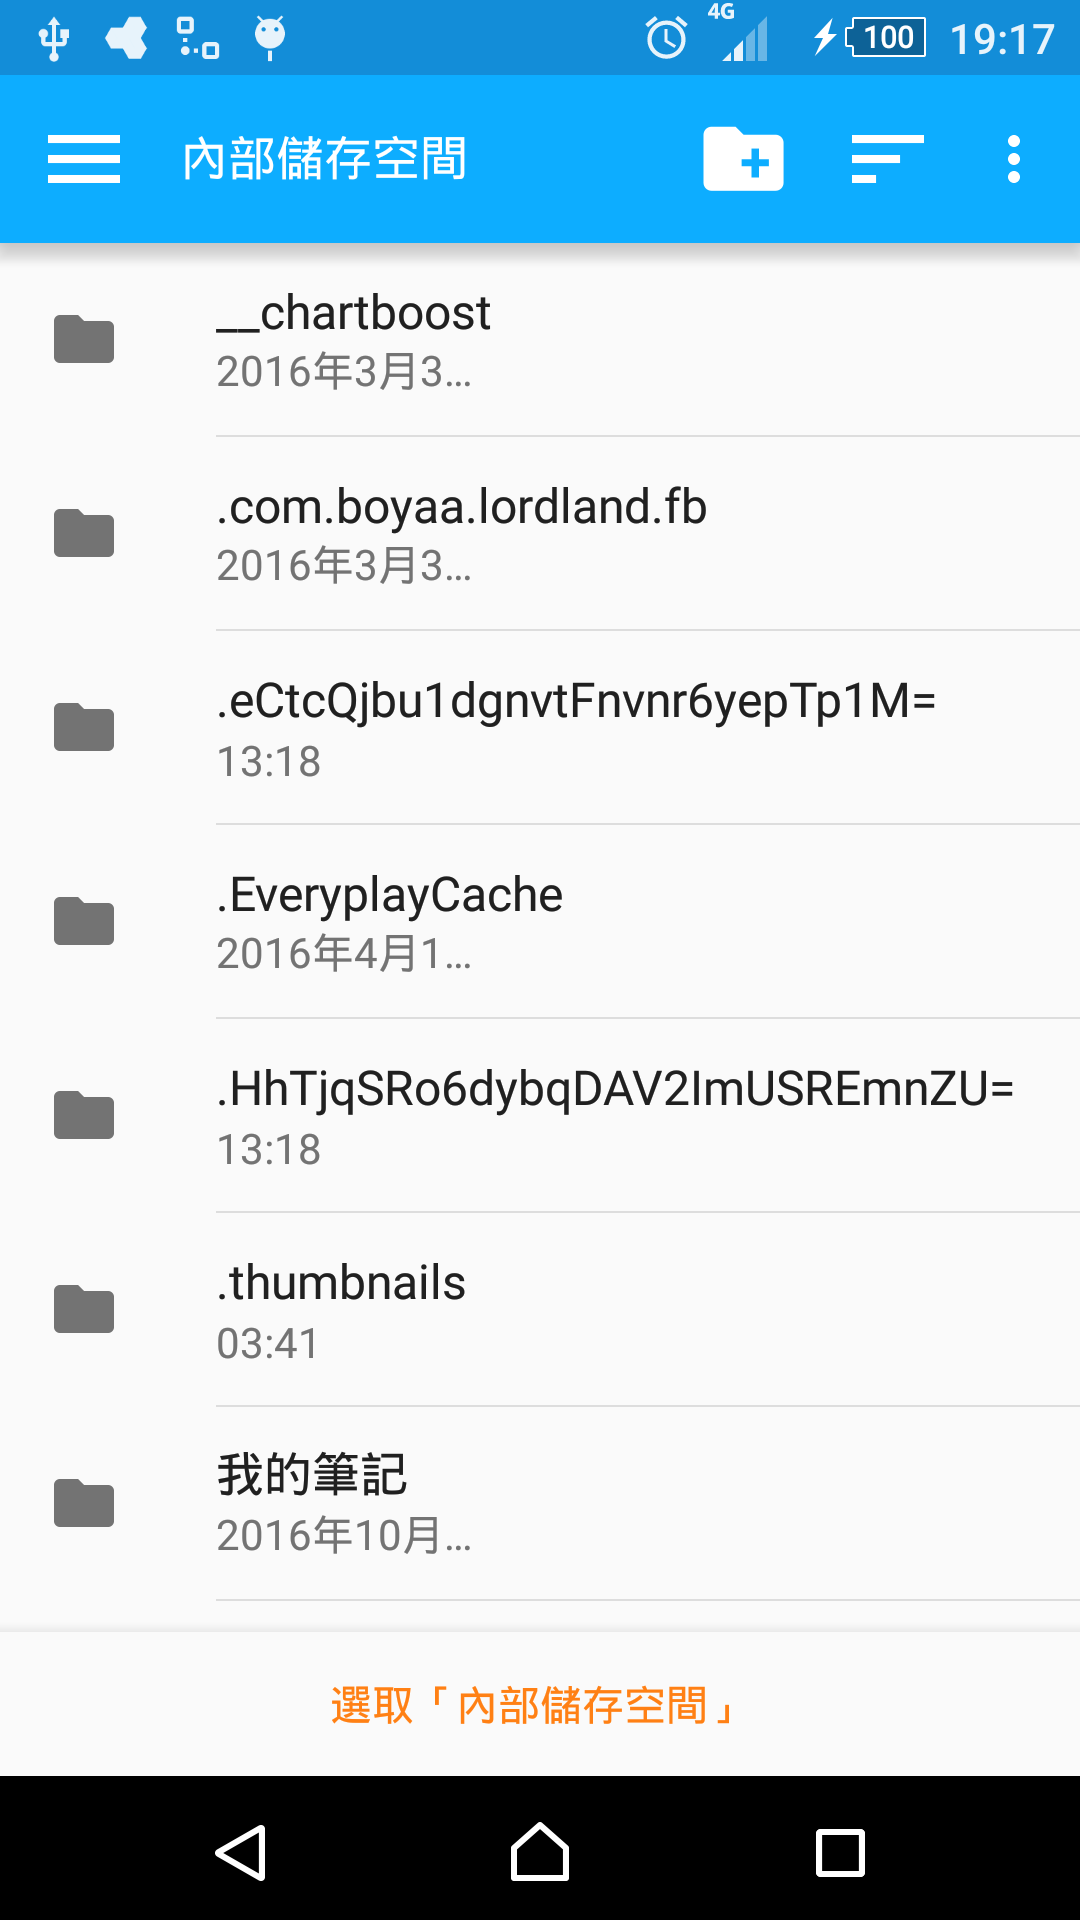 4G
100
19:17
內部儲存空間
__chartboost
2016年3月3…
.com.boyaa.lordland.fb
2016年3月3…
.eCtcQjbu1dgnvtFnvnr6yepTp1M=
13:18
.EveryplayCache
2016年4月1…
.HhTjqSRo6dybqDAV2ImUSREmnZU=
13:18
.thumbnails
03:41
我的筆記
2016年10月…
選取「內部儲存空間」